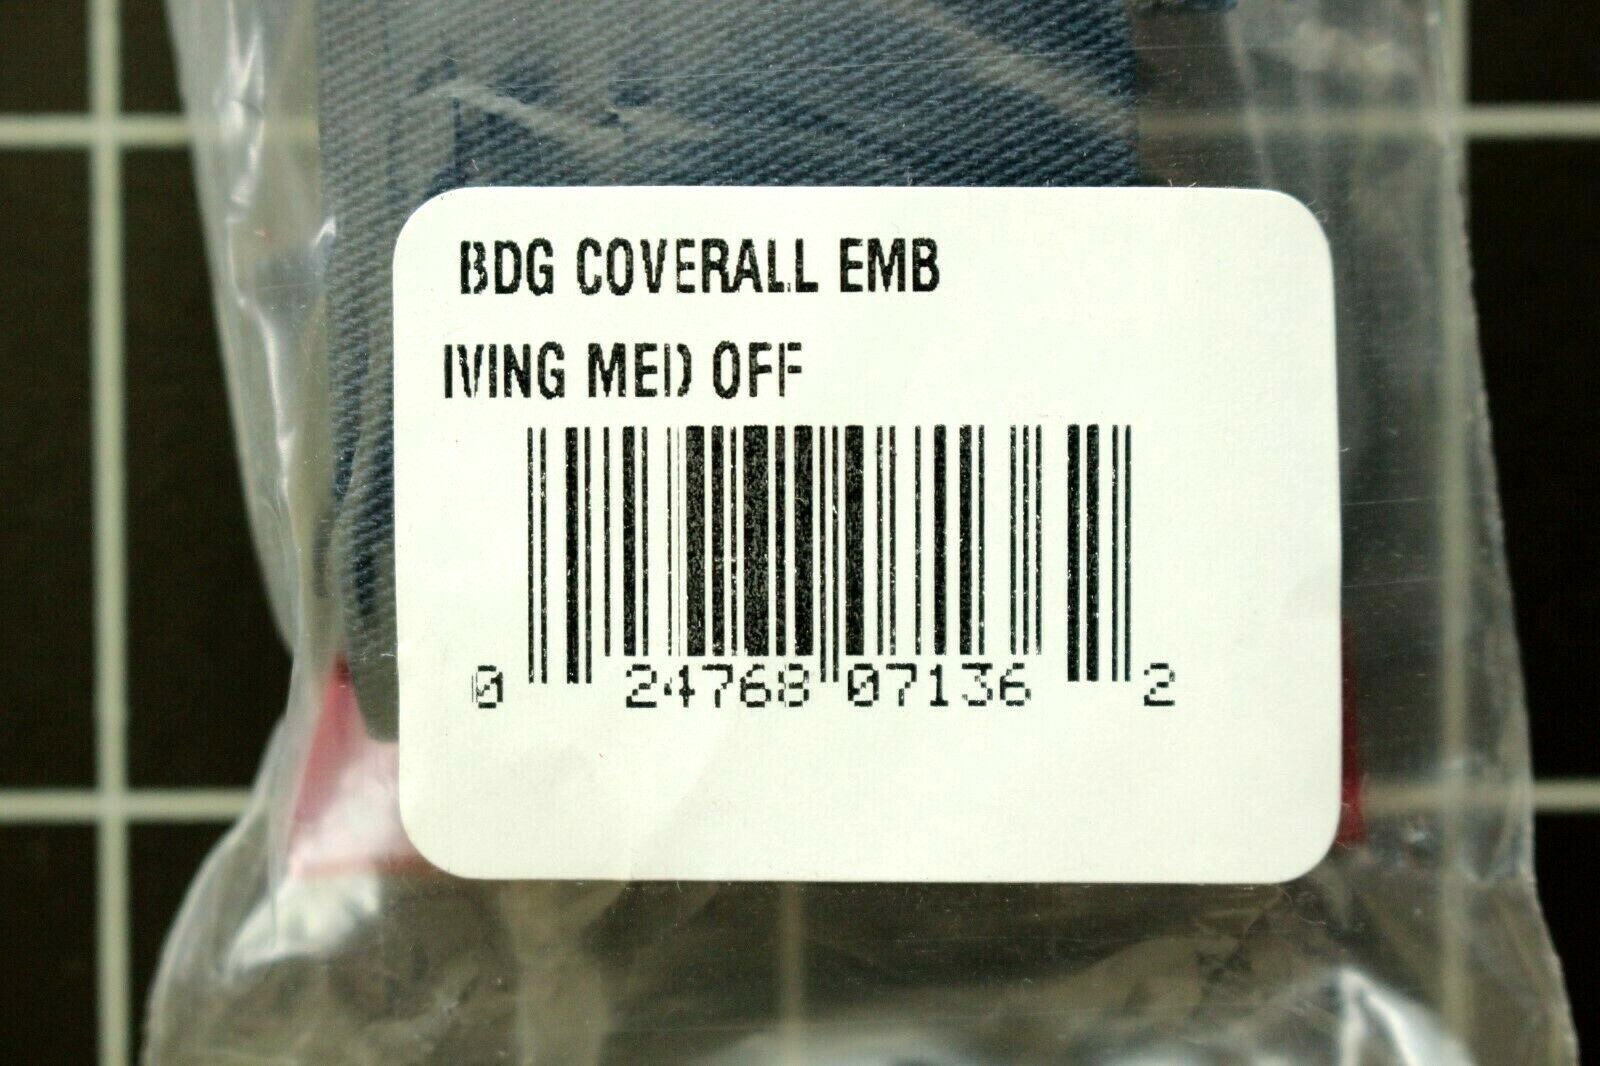 BDG COVERALL EMB
IVING MED OFF
0 24768 07136 2